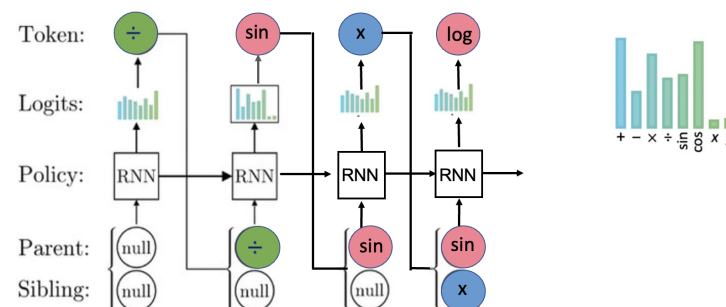 Token: ÷ sin x log
Logits:
Policy: RNN RNN RNN RNN
Parent: null ÷ sin sin
Sibling: null null null x
+ − × ÷ sin cos x